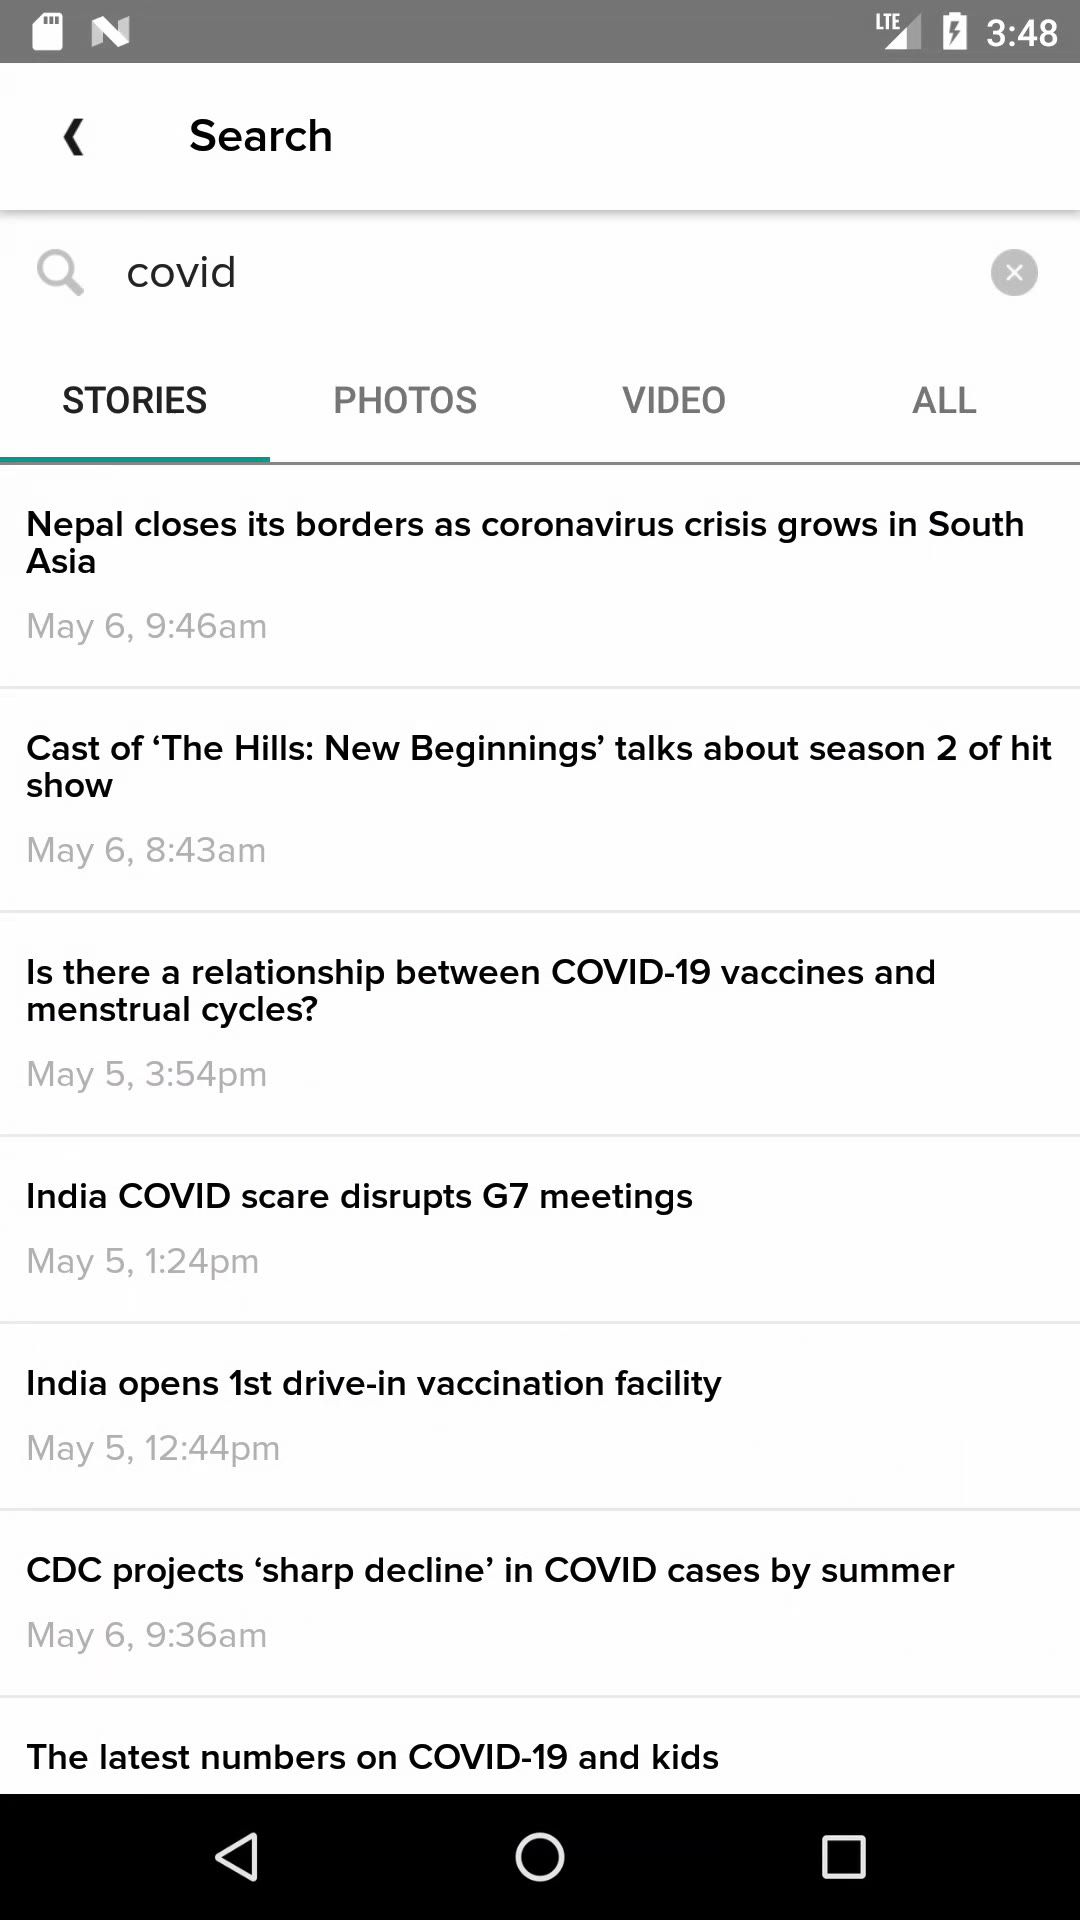 LTE 3:48
Search
covid
STORIES PHOTOS VIDEO ALL
Nepal closes its borders as coronavirus crisis grows in South
Asia
May 6, 9:46am
Cast of ‘The Hills: New Beginnings’ talks about season 2 of hit
show
May 6, 8:43am
Is there a relationship between COVID-19 vaccines and
menstrual cycles?
May 5, 3:54pm
India COVID scare disrupts G7 meetings
May 5, 1:24pm
India opens 1st drive-in vaccination facility
May 5, 12:44pm
CDC projects ‘sharp decline’ in COVID cases by summer
May 6, 9:36am
The latest numbers on COVID-19 and kids